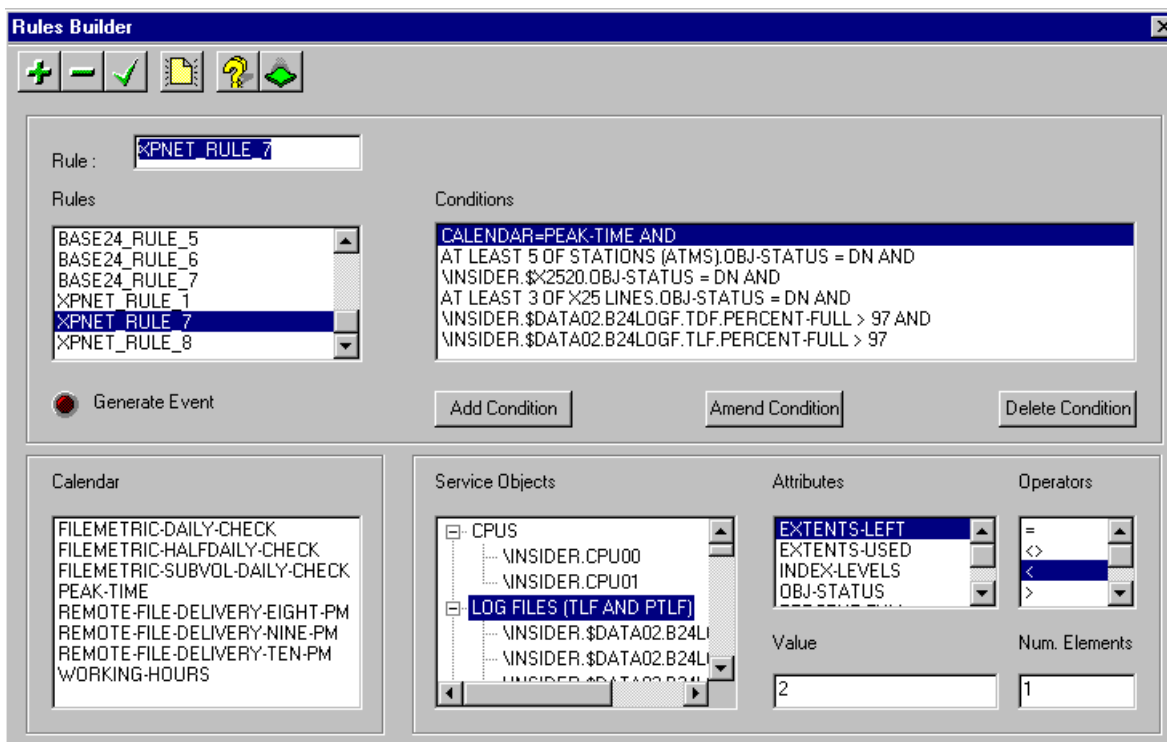 Rules Builder
Rule :
XPNET_RULE_7
Rules
BASE24_RULE_5
BASE24_RULE_6
BASE24_RULE_7
XPNET_RULE_1
XPNET_RULE_7
XPNET_RULE_8
Conditions
CALENDAR=PEAK-TIME AND
AT LEAST 5 OF STATIONS (ATMS).OBJ-STATUS = DN AND
\INSIDER.$X2520.OBJ-STATUS = DN AND
AT LEAST 3 OF X25 LINES.OBJ-STATUS = DN AND
\INSIDER.$DATA02.B24LOGF.TDF.PERCENT-FULL > 97 AND
\INSIDER.$DATA02.B24LOGF.TLF.PERCENT-FULL > 97
Generate Event
Add Condition
Amend Condition
Delete Condition
Calendar
FILEMETRIC-DAILY-CHECK
FILEMETRIC-HALFDAILY-CHECK
FILEMETRIC-SUBVOL-DAILY-CHECK
PEAK-TIME
REMOTE-FILE-DELIVERY-EIGHT-PM
REMOTE-FILE-DELIVERY-NINE-PM
REMOTE-FILE-DELIVERY-TEN-PM
WORKING-HOURS
Service Objects
CPUS
\INSIDER.CPU00
\INSIDER.CPU01
LOG FILES (TLF AND PTLF)
\INSIDER.$DATA02.B24L
\INSIDER.$DATA02.B24L
Attributes
EXTENTS-LEFT
EXTENTS-USED
INDEX-LEVELS
OBJ-STATUS
Operators
=
<>
<
>
Value
2
Num. Elements
1